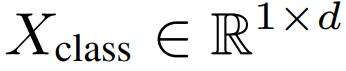 X_class ∈ ℝ^{1×d}